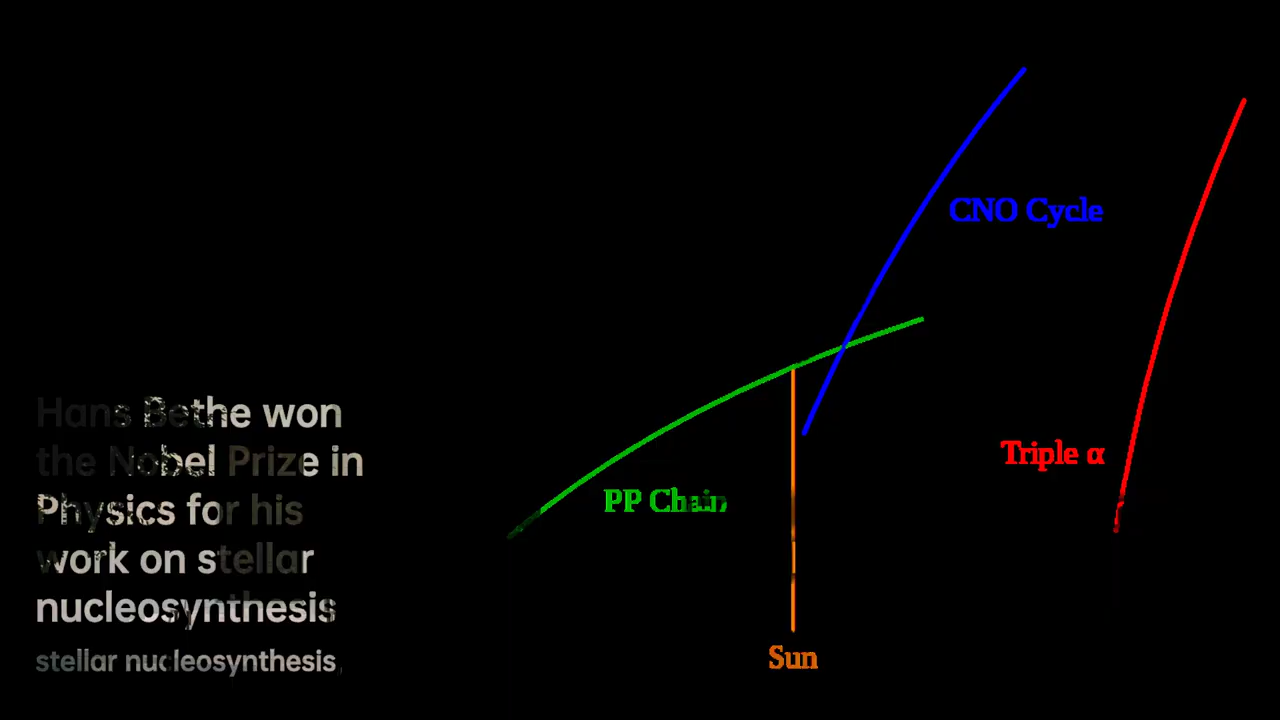 CNO Cycle
Hans Bethe won
the Nobel Prize in
Physics for his
work on stellar
nucleosynthesis
stellar nucleosynthesis
Triple α
PP Chain
Sun